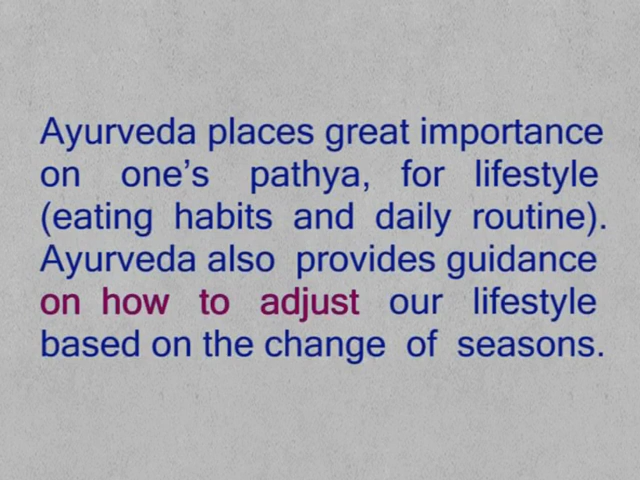 Ayurveda places great importance
on one’s pathya, for lifestyle
(eating habits and daily routine).
Ayurveda also provides guidance
on how to adjust our lifestyle
based on the change of seasons.